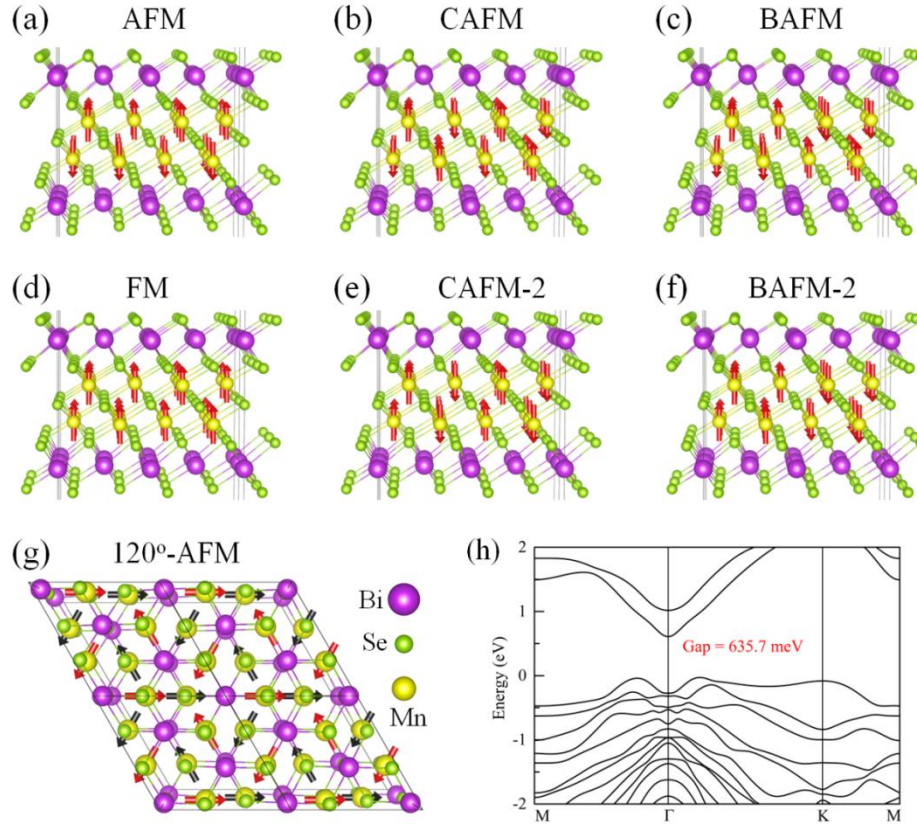 (a) AFM
(b) CAFM
(c) BAFM
(d) FM
(e) CAFM-2
(f) BAFM-2
(g) 120°-AFM
Bi
Se
Mn
(h)
Energy (eV)
2
1
0
-1
-2
Gap = 635.7 meV
M Γ K M